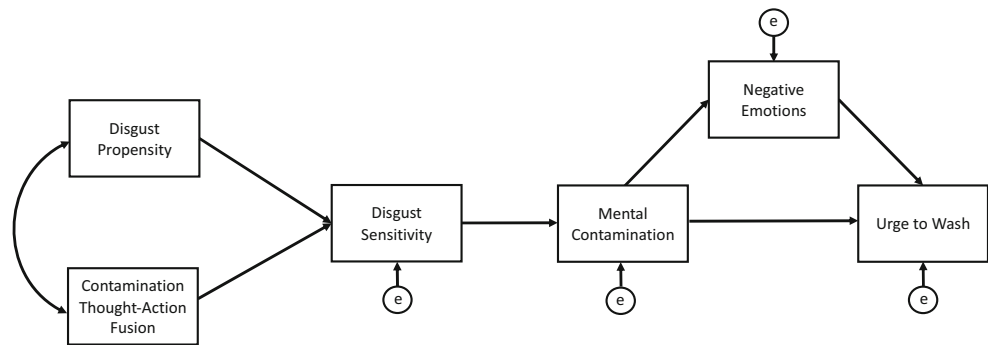 e
Negative
Emotions
Disgust
Propensity
Disgust
Sensitivity
Mental
Contamination
Urge to Wash
Contamination
Thought-Action
Fusion
e
e
e